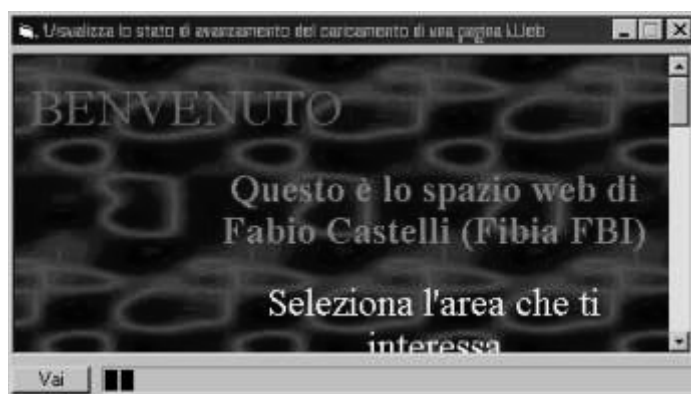 Visualizza lo stato di avanzamento del caricamento di una pagina Web
BENVENUTO
Questo è lo spazio web di
Fabio Castelli (Fibia FBI)
Seleziona l'area che ti
interessa
Vai